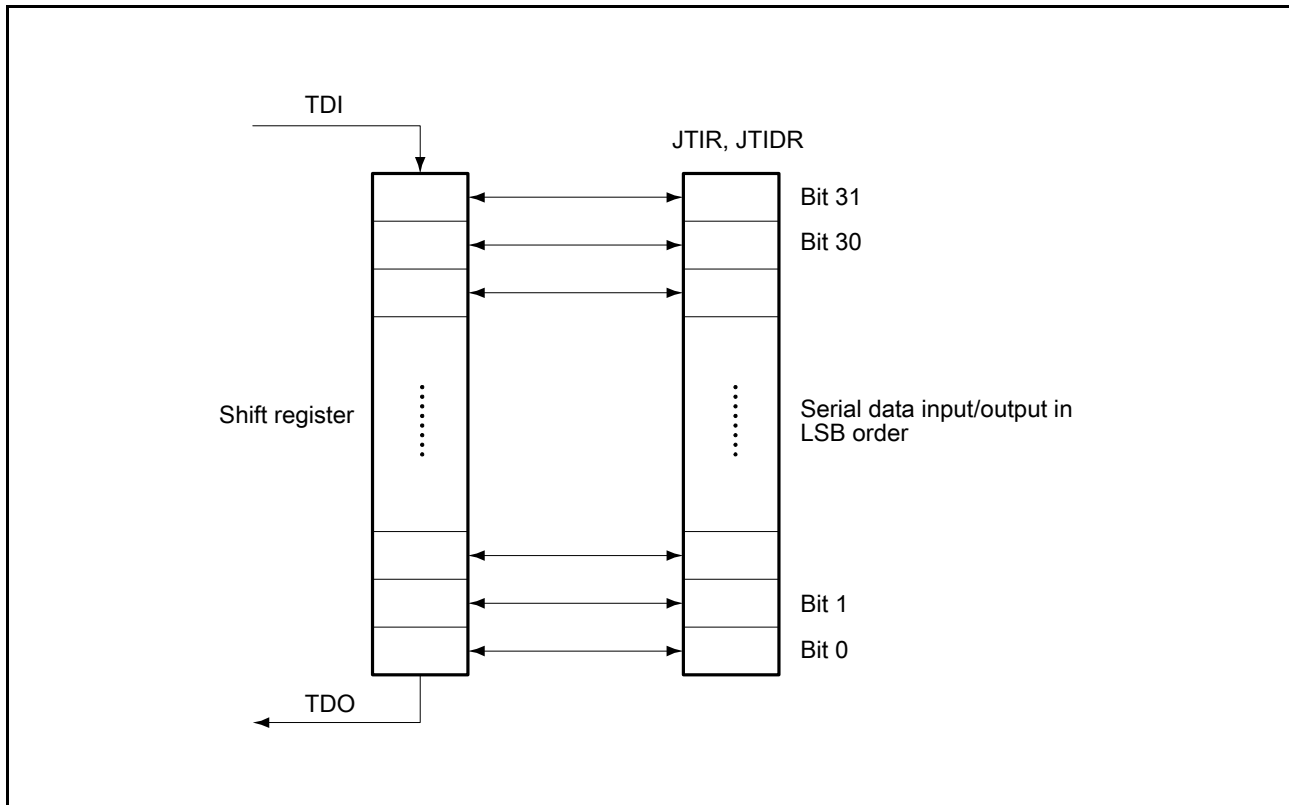 TDI
JTIR, JTIDR
Bit 31
Bit 30
Shift register
Serial data input/output in
LSB order
Bit 1
Bit 0
TDO